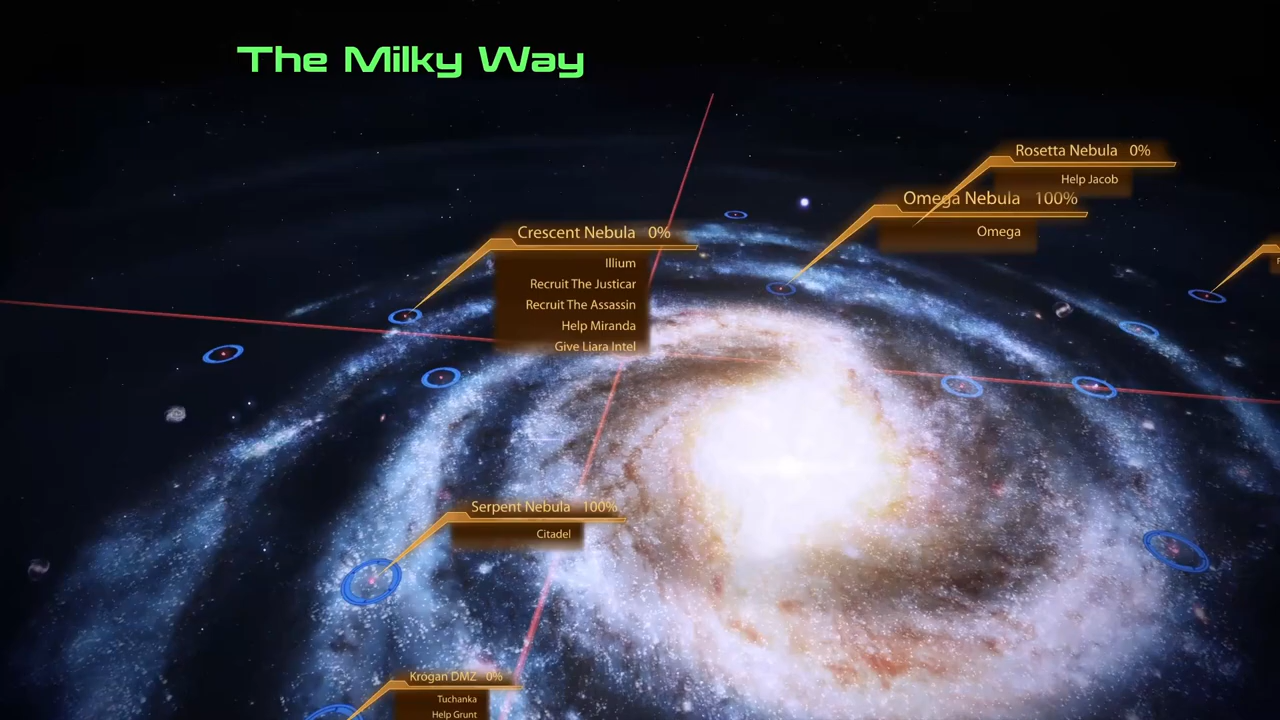 The Milky Way
Rosetta Nebula 0%
Help Jacob
Omega Nebula 100%
Omega
Crescent Nebula 0%
Illium
Recruit The Justicar
Recruit The Assassin
Help Miranda
Give Liara Intel
Serpent Nebula 100%
Citadel
Krogan DMZ 0%
Tuchanka
Help Grunt